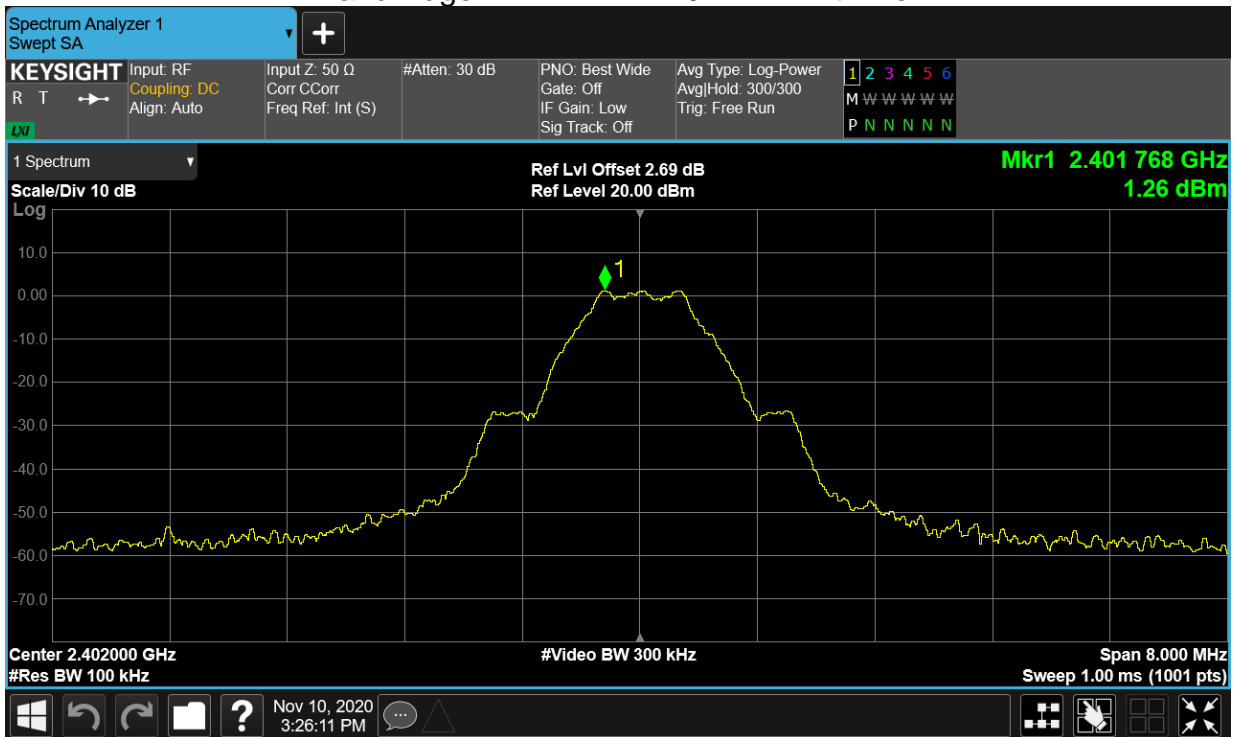 Spectrum Analyzer 1
Swept SA
KEYSIGHT Input: RF Input Z: 50 Ω #Atten: 30 dB PNO: Best Wide Avg Type: Log-Power 1 2 3 4 5 6
R T Coupling: DC Corr CCorr Gate: Off Avg|Hold: 300/300 M W W W W W
Align: Auto Freq Ref: Int (S) IF Gain: Low Trig: Free Run
LXI Sig Track: Off P N N N N N
1 Spectrum Ref Lvl Offset 2.69 dB Mkr1 2.401 768 GHz
Scale/Div 10 dB Ref Level 20.00 dBm 1.26 dBm
Log
10.0
1
0.00
-10.0
-20.0
-30.0
-40.0
-50.0
-60.0
-70.0
Center 2.402000 GHz #Video BW 300 kHz Span 8.000 MHz
#Res BW 100 kHz Sweep 1.00 ms (1001 pts)
? Nov 10, 2020
3:26:11 PM